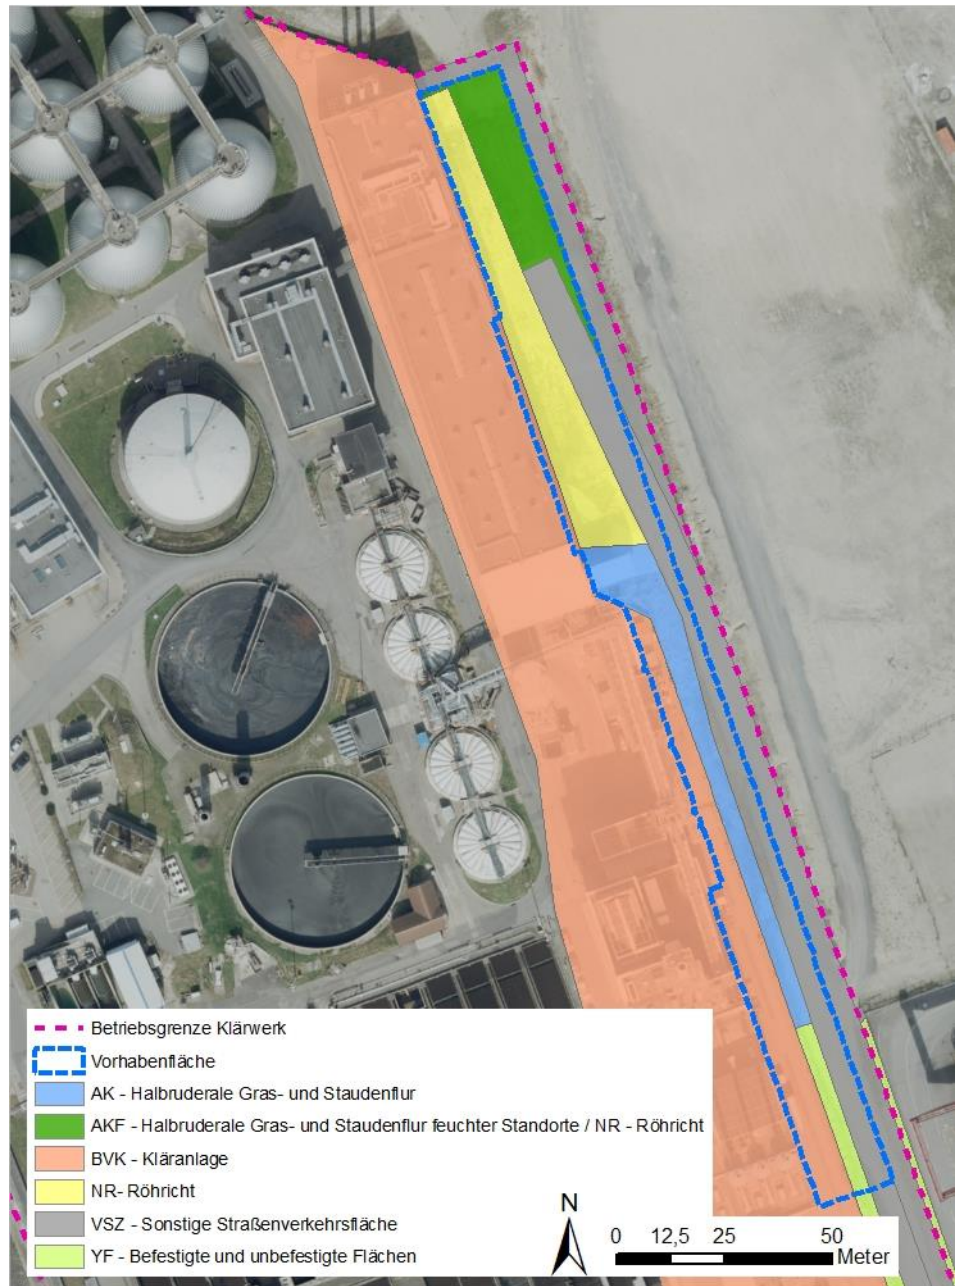 Betriebsgrenze Klärwerk
Vorhabenfläche
AK - Halbruderale Gras- und Staudenflur
AKF - Halbruderale Gras- und Staudenflur feuchter Standorte / NR - Röhricht
BVK - Kläranlage
NR- Röhricht
VSZ - Sonstige Straßenverkehrsfläche
YF - Befestigte und unbefestigte Flächen
N
0 12,5 25 50
Meter